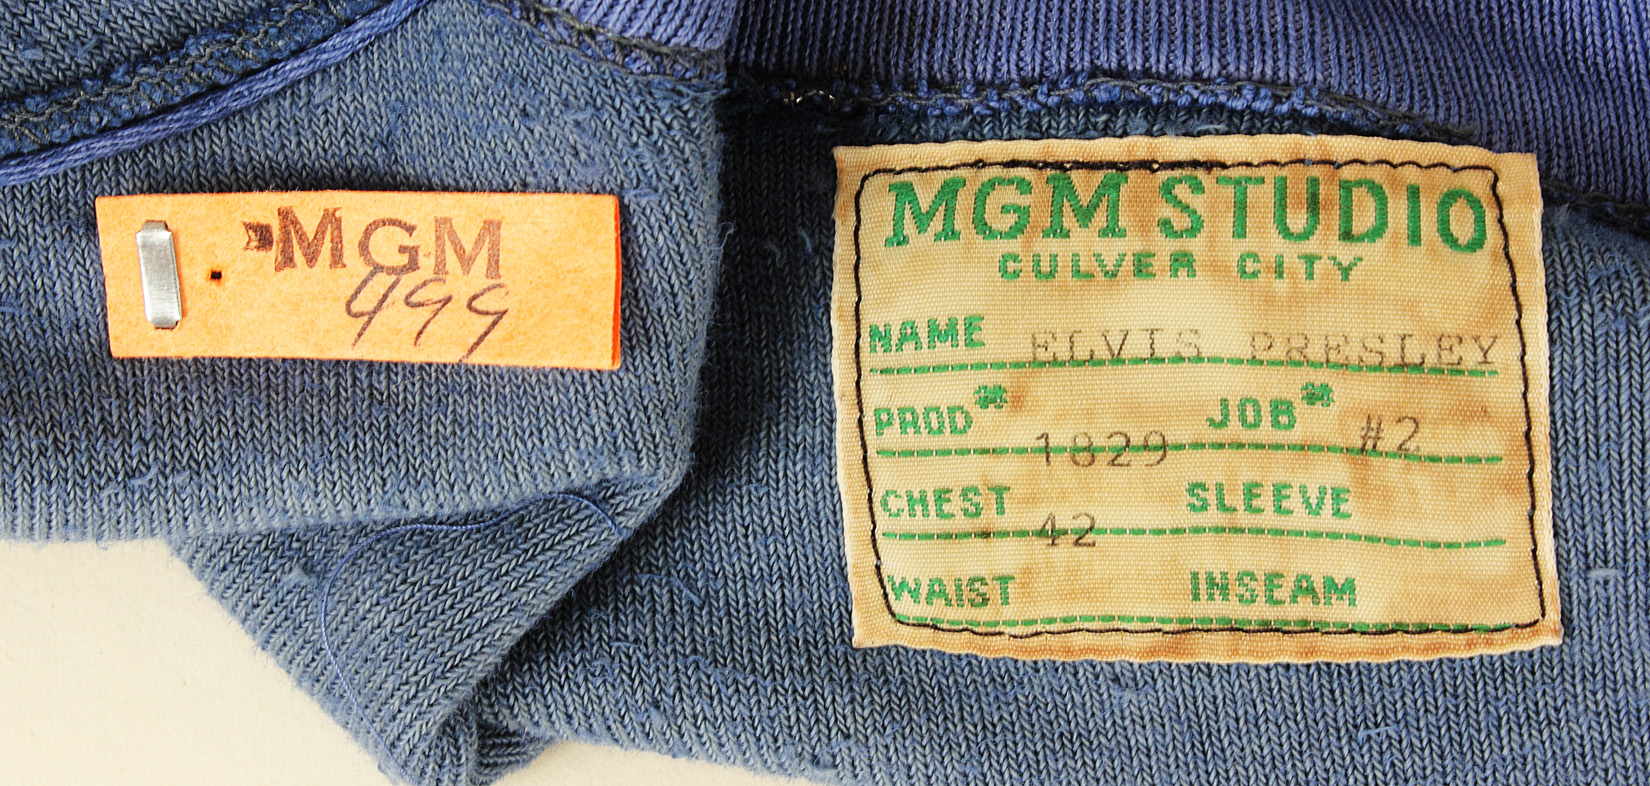 MGM
499
MGM STUDIO
CULVER CITY
NAME ELVIS PRESLEY
PROD# 1829 JOB# #2
CHEST 42 SLEEVE
WAIST INSEAM